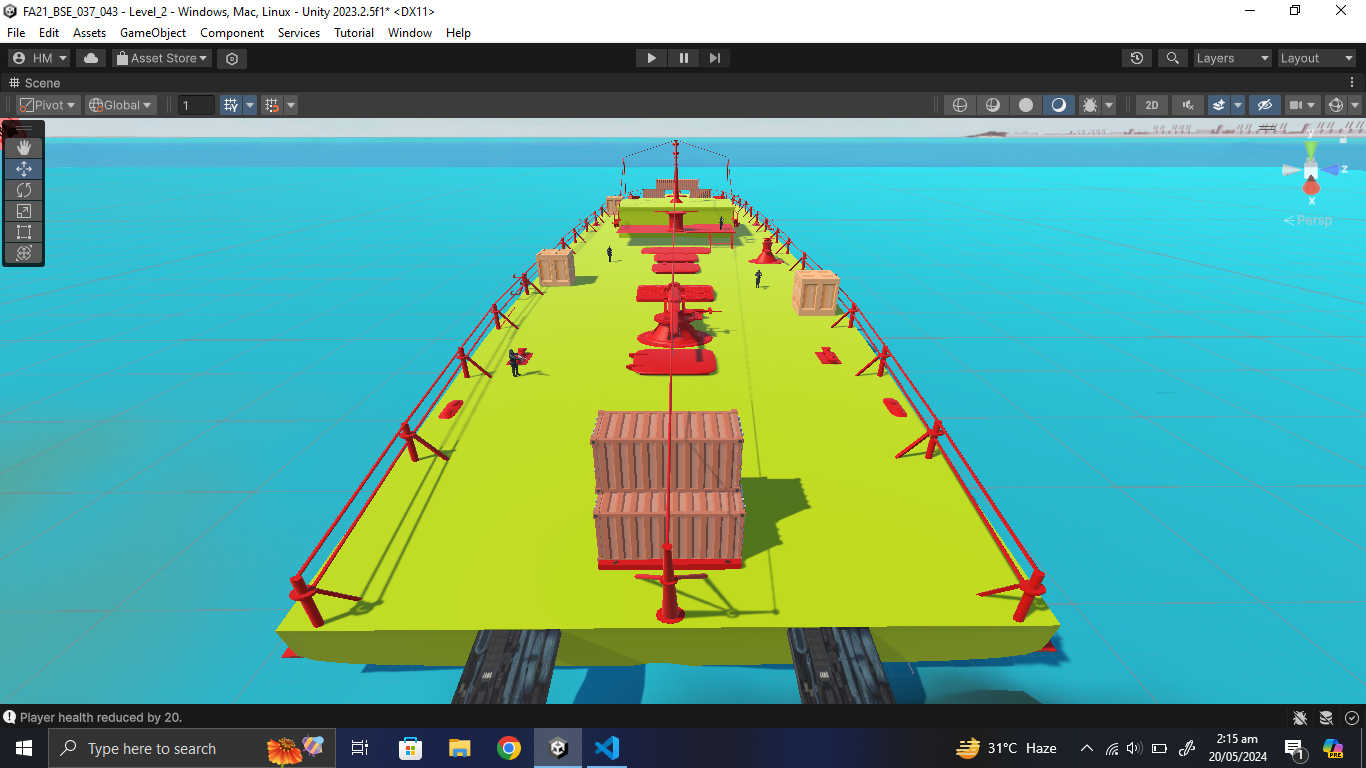 FA21_BSE_037_043 - Level_2 - Windows, Mac, Linux - Unity 2023.2.5f1* <DX11>
File Edit Assets GameObject Component Services Tutorial Window Help
HM Asset Store Layers Layout
Scene
Pivot Global 1 2D
y
z
x
Persp
Player health reduced by 20.
Type here to search
31°C Haze
2:15 am
20/05/2024
1
PRE